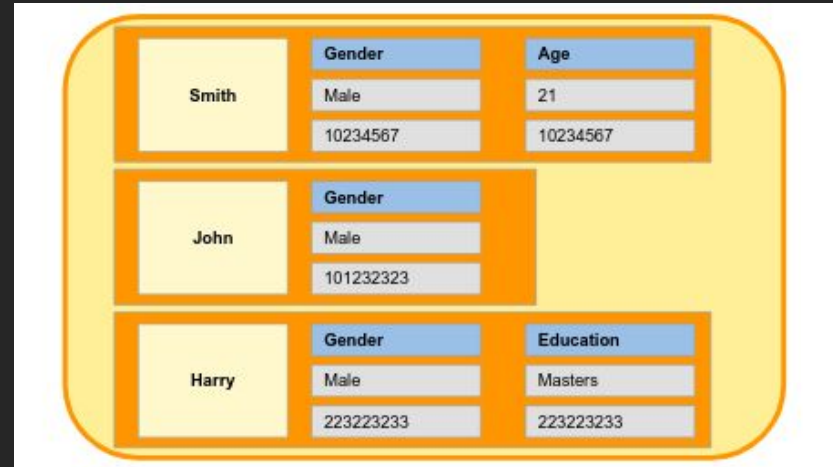 Gender Age
Smith Male 21
10234567 10234567
Gender
John Male
101232323
Gender Education
Harry Male Masters
223223233 223223233